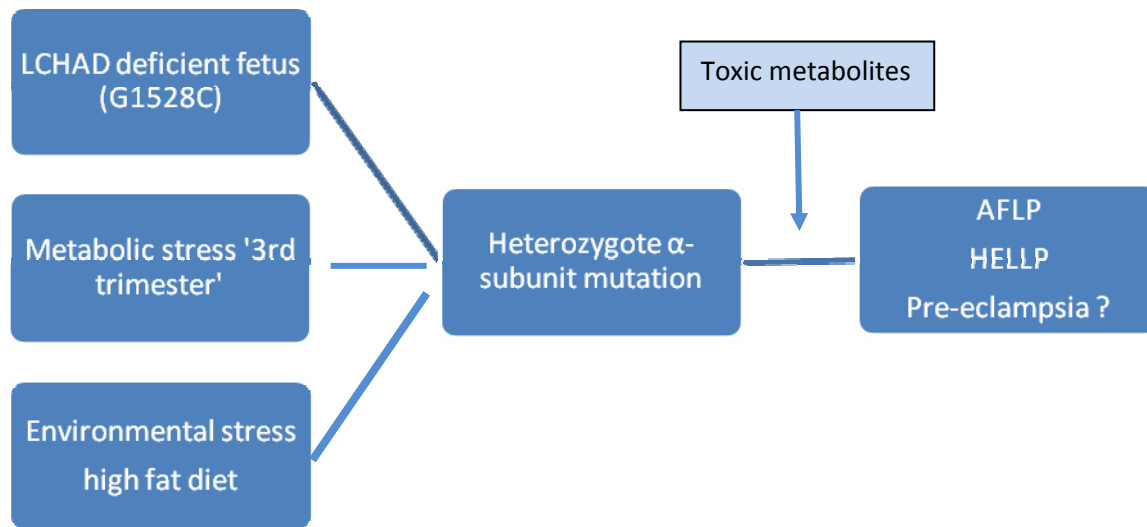 LCHAD deficient fetus
(G1528C)
Metabolic stress '3rd
trimester'
Environmental stress
high fat diet
Heterozygote α-
subunit mutation
Toxic metabolites
AFLP
HELLP
Pre-eclampsia ?